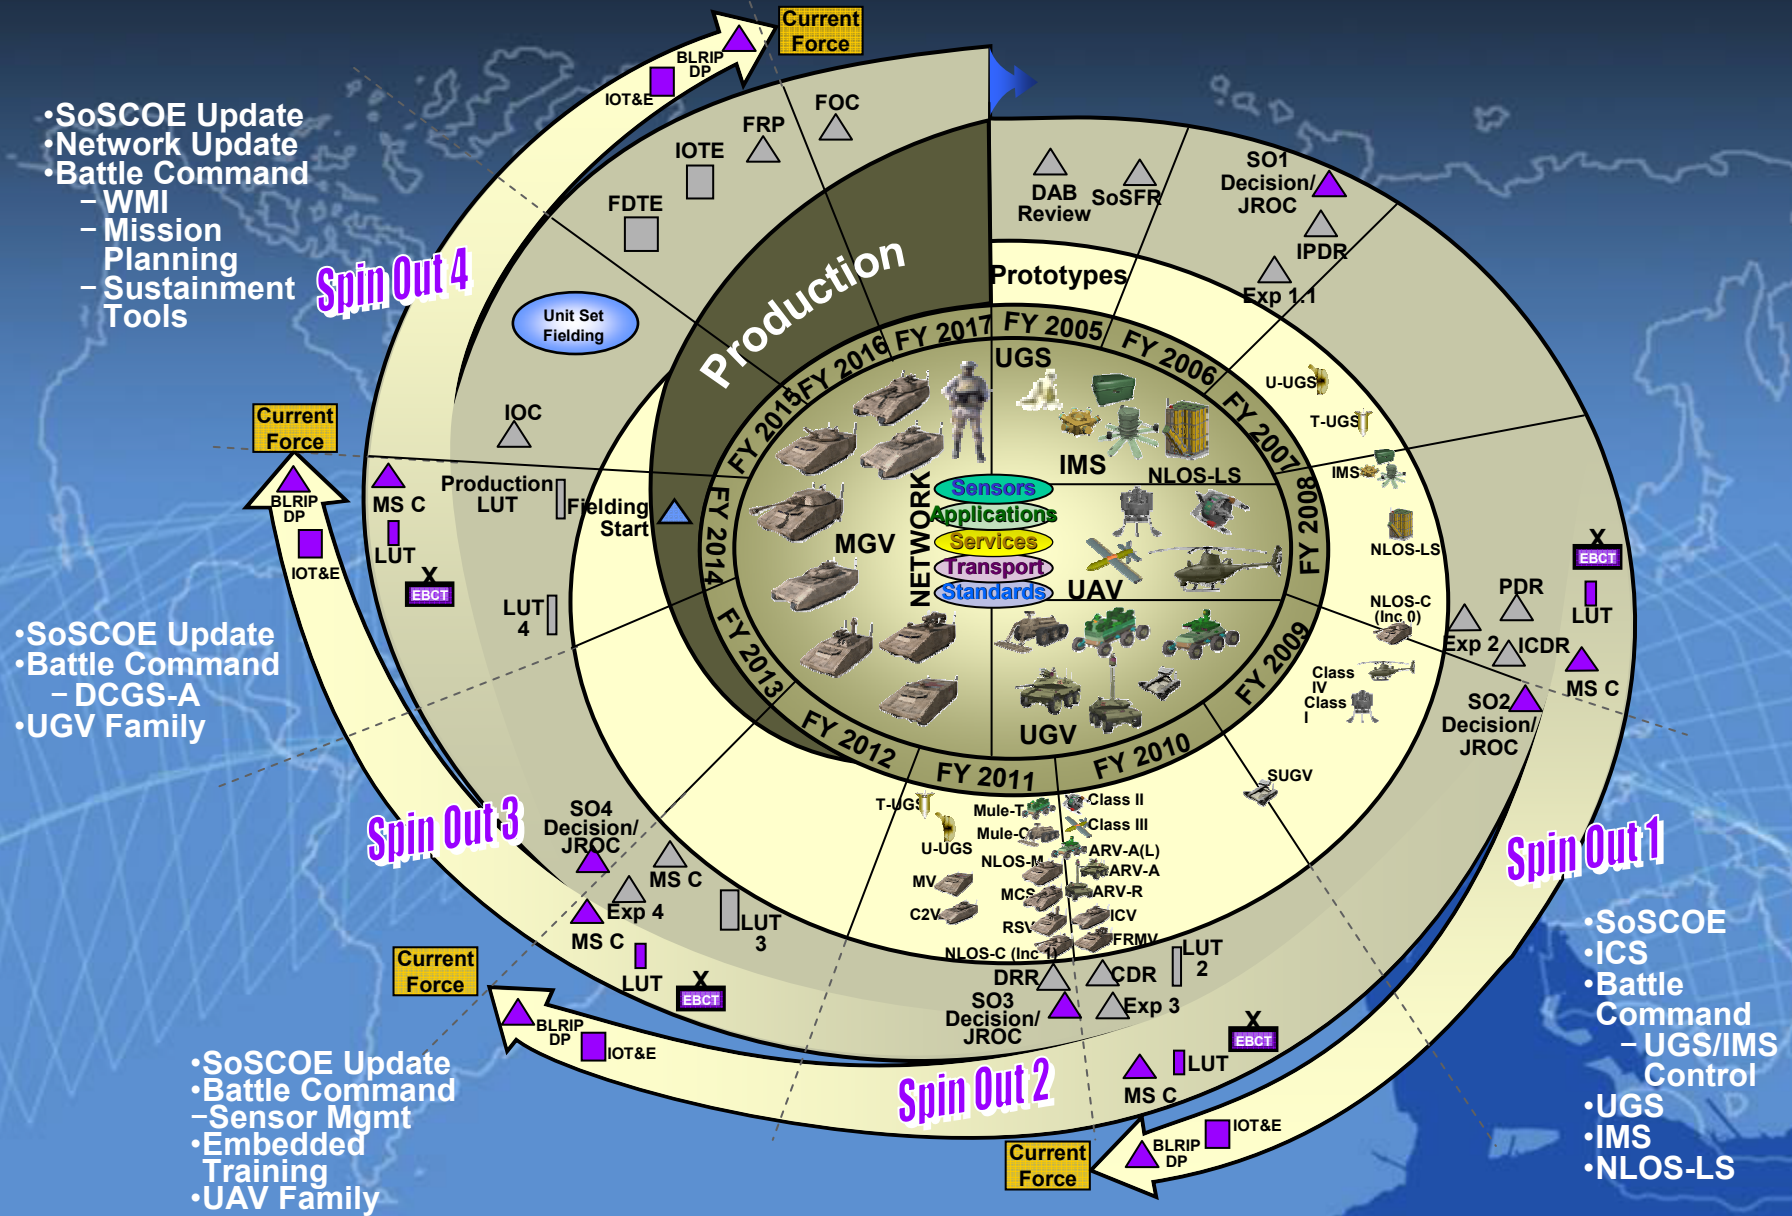 Current
Force
BLRIP
DP
IOT&E
•SoSCOE Update
•Network Update
•Battle Command
– WMI
– Mission
Planning
– Sustainment
Tools
Spin Out 4
FOC
FRP
IOTE
FDTE
Unit Set
Fielding
IOC
Production
DAB
Review
SoSFR
SO1
Decision/
JROC
IPDR
Exp 1.1
Prototypes
FY 2005
FY 2006
FY 2007
FY 2008
FY 2009
FY 2010
FY 2011
FY 2012
FY 2013
FY 2014
FY 2015
FY 2016
FY 2017
UGS
IMS
NLOS-LS
MGV
NETWORK
Sensors
Applications
Services
Transport
Standards
UAV
UGV
U-UGS
T-UGS
IMS
NLOS-LS
NLOS-C
(Inc 0)
Class
IV
Class
I
SUGV
X
EBCT
LUT
PDR
Exp 2
ICDR
MS C
SO2
Decision/
JROC
Spin Out 1
•SoSCOE
•ICS
•Battle
Command
– UGS/IMS
Control
•UGS
•IMS
•NLOS-LS
Current
Force
BLRIP
DP
IOT&E
MS C
LUT
X
EBCT
Production
LUT
Fielding
Start
LUT
4
•SoSCOE Update
•Battle Command
– DCGS-A
•UGV Family
Spin Out 3
SO4
Decision/
JROC
MS C
Exp 4
MS C
LUT
3
LUT
X
EBCT
T-UGS
U-UGS
MV
C2V
Mule-T
Mule-C
NLOS-M
MCS
RSV
NLOS-C (Inc 1)
Class II
Class III
ARV-A(L)
ARV-A
ARV-R
ICV
FRMV
DRR
CDR
LUT
2
SO3
Decision/
JROC
Exp 3
X
EBCT
LUT
MS C
Spin Out 2
Current
Force
BLRIP
DP
IOT&E
•SoSCOE Update
•Battle Command
–Sensor Mgmt
•Embedded
Training
•UAV Family
Current
Force
BLRIP
DP
IOT&E